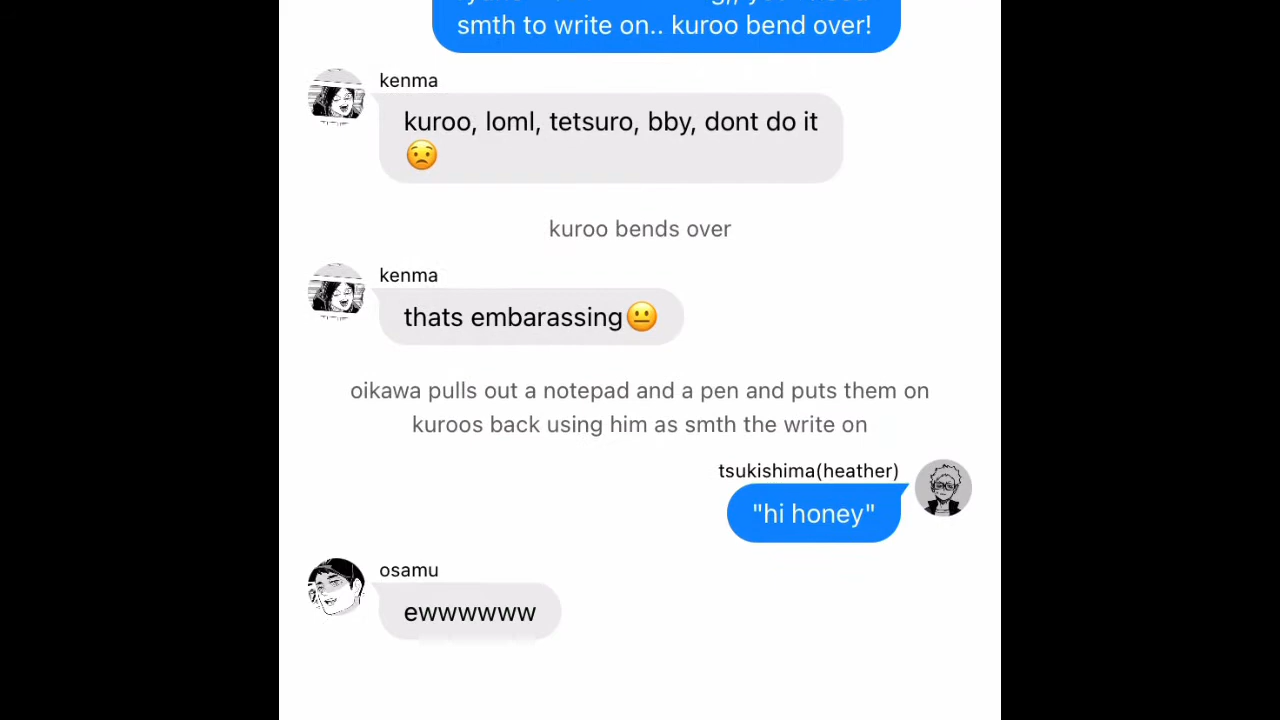 smth to write on.. kuroo bend over!
kenma
kuroo, loml, tetsuro, bby, dont do it
😟
kuroo bends over
kenma
thats embarassing😐
oikawa pulls out a notepad and a pen and puts them on
kuroos back using him as smth the write on
tsukishima(heather)
"hi honey"
osamu
ewwwwww